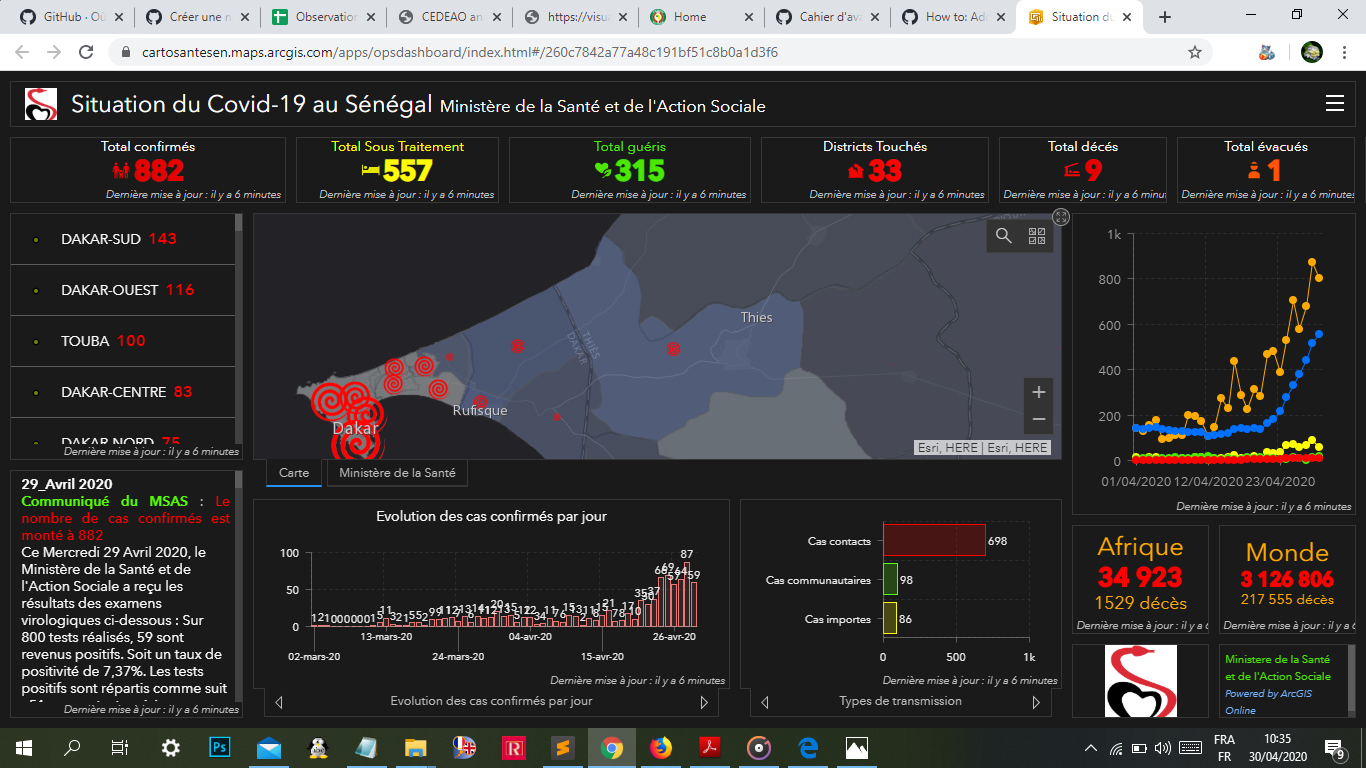 GitHub · Où
Créer une n
Observation
CEDEAO an
https://visu
Home
Cahier d'ava
How to: Add
Situation du
cartosantesen.maps.arcgis.com/apps/opsdashboard/index.html#/260c7842a77a48c191bf51c8b0a1d3f6
Situation du Covid-19 au Sénégal Ministère de la Santé et de l'Action Sociale
Total confirmés
882
Dernière mise à jour : il y a 6 minutes
Total Sous Traitement
557
Dernière mise à jour : il y a 6 minutes
Total guéris
315
Dernière mise à jour : il y a 6 minutes
Districts Touchés
33
Dernière mise à jour : il y a 6 minutes
Total décés
9
Dernière mise à jour : il y a 6 minut
Total évacués
1
Dernière mise à jour : il y a 6 minutes
DAKAR-SUD 143
DAKAR-OUEST 116
TOUBA 100
DAKAR-CENTRE 83
DAKAR NORD 75
Dernière mise à jour : il y a 6 minutes
29_Avril 2020
Communiqué du MSAS : Le
nombre de cas confirmés est
monté à 882
Ce Mercredi 29 Avril 2020, le
Ministère de la Santé et de
l'Action Sociale a reçu les
résultats des examens
virologiques ci-dessous : Sur
800 tests réalisés, 59 sont
revenus positifs. Soit un taux de
positivité de 7,37%. Les tests
positifs sont répartis comme suit
Dernière mise à jour : il y a 6 minutes
Thies
THIÈS
DAKAR
Rufisque
Dakar
+
−
Esri, HERE | Esri, HERE
Carte
Ministère de la Santé
Evolution des cas confirmés par jour
100
50
0
87
59
13-mars-20
04-avr-20
26-avr-20
02-mars-20
24-mars-20
15-avr-20
Dernière mise à jour : il y a 6 minutes
Evolution des cas confirmés par jour
Cas contacts
698
Cas communautaires
98
Cas importes
86
0
500
1k
Dernière mise à jour : il y a 6 minutes
Types de transmission
1k
800
600
400
200
0
01/04/2020
12/04/2020
23/04/2020
Dernière mise à jour : il y a 6 minutes
Afrique
34 923
1529 décès
Dernière mise à jour : il y a 6
Monde
3 126 806
217 555 décès
Dernière mise à jour : il y a 6
Ministere de la Santé
et de l'Action Sociale
Powered by ArcGIS
Online
Ps
R
FRA
FR
10:35
30/04/2020
9